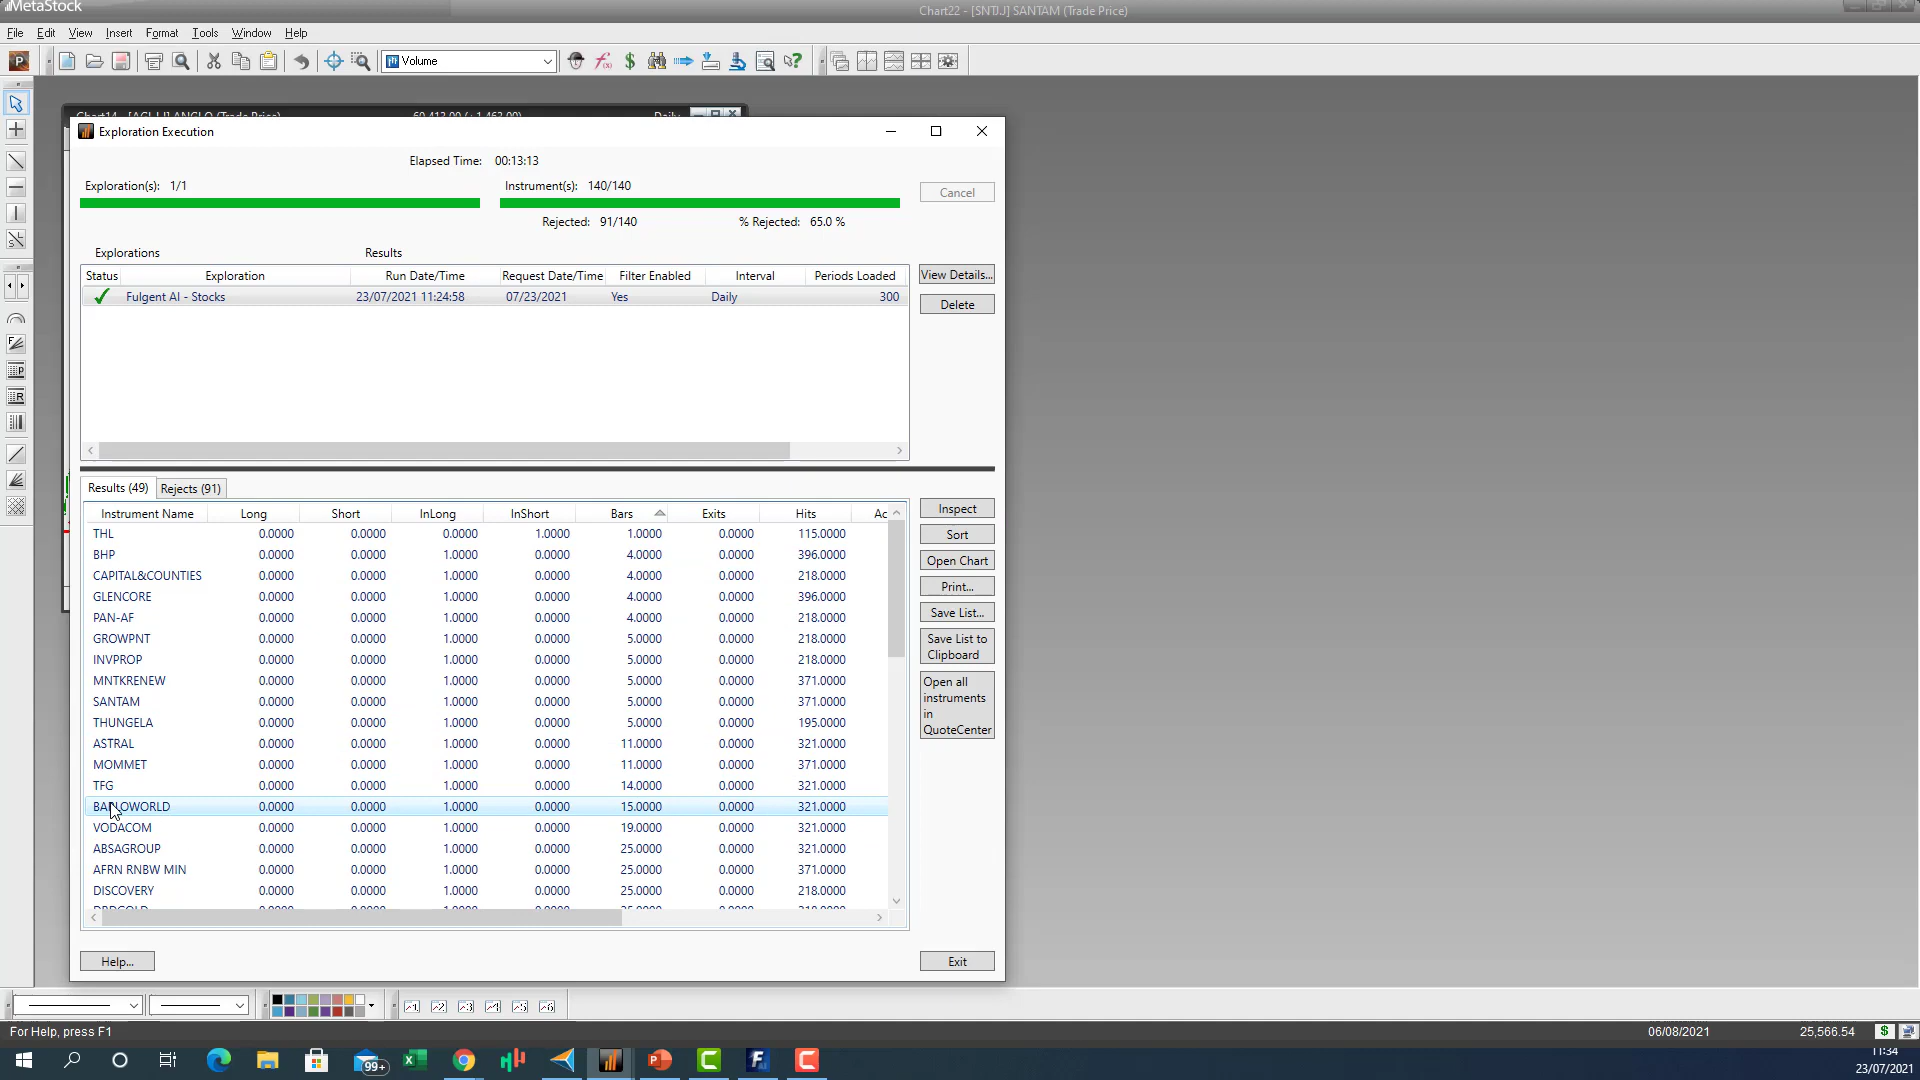 MetaStock
Chart22 - [SNTJ.J] SANTAM (Trade Price)
File Edit View Insert Format Tools Window Help
P Volume
Exploration Execution
Elapsed Time: 00:13:13
Exploration(s): 1/1 Instrument(s): 140/140 Cancel
Rejected: 91/140 % Rejected: 65.0 %
Explorations Results
Status Exploration Run Date/Time Request Date/Time Filter Enabled Interval Periods Loaded View Details...
Fulgent AI - Stocks 23/07/2021 11:24:58 07/23/2021 Yes Daily 300
Delete
Results (49) Rejects (91)
Instrument Name Long Short InLong InShort Bars Exits Hits Ac
THL 0.0000 0.0000 0.0000 1.0000 1.0000 0.0000 115.0000
BHP 0.0000 0.0000 1.0000 0.0000 4.0000 0.0000 396.0000
CAPITAL&COUNTIES 0.0000 0.0000 1.0000 0.0000 4.0000 0.0000 218.0000
GLENCORE 0.0000 0.0000 1.0000 0.0000 4.0000 0.0000 396.0000
PAN-AF 0.0000 0.0000 1.0000 0.0000 4.0000 0.0000 218.0000
GROWPNT 0.0000 0.0000 1.0000 0.0000 5.0000 0.0000 218.0000
INVPROP 0.0000 0.0000 1.0000 0.0000 5.0000 0.0000 218.0000
MNTKRENEW 0.0000 0.0000 1.0000 0.0000 5.0000 0.0000 371.0000
SANTAM 0.0000 0.0000 1.0000 0.0000 5.0000 0.0000 371.0000
THUNGELA 0.0000 0.0000 1.0000 0.0000 5.0000 0.0000 195.0000
ASTRAL 0.0000 0.0000 1.0000 0.0000 11.0000 0.0000 321.0000
MOMMET 0.0000 0.0000 1.0000 0.0000 11.0000 0.0000 371.0000
TFG 0.0000 0.0000 1.0000 0.0000 14.0000 0.0000 321.0000
BARLOWORLD 0.0000 0.0000 1.0000 0.0000 15.0000 0.0000 321.0000
VODACOM 0.0000 0.0000 1.0000 0.0000 19.0000 0.0000 321.0000
ABSAGROUP 0.0000 0.0000 1.0000 0.0000 25.0000 0.0000 321.0000
AFRN RNBW MIN 0.0000 0.0000 1.0000 0.0000 25.0000 0.0000 371.0000
DISCOVERY 0.0000 0.0000 1.0000 0.0000 25.0000 0.0000 218.0000
Inspect
Sort
Open Chart
Print...
Save List...
Save List to
Clipboard
Open all
instruments
in
QuoteCenter
Help... Exit
For Help, press F1 06/08/2021 25,566.54
99+
11:34
23/07/2021